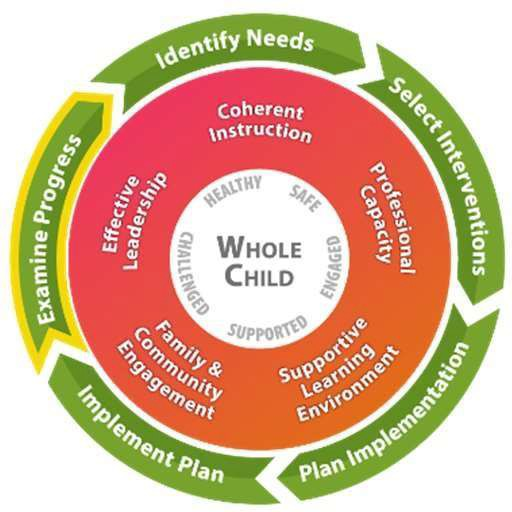 Identify Needs
Select Interventions
Plan Implementation
Implement Plan
Examine Progress
Coherent
Instruction
Professional
Capacity
Supportive
Learning
Environment
Family &
Community
Engagement
Effective
Leadership
HEALTHY
SAFE
ENGAGED
SUPPORTED
CHALLENGED
WHOLE
CHILD